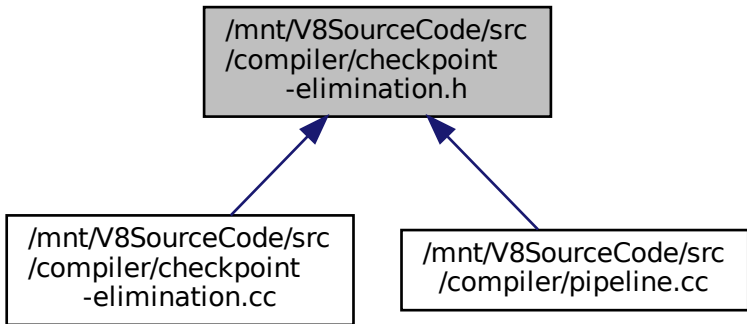 /mnt/V8SourceCode/src
/compiler/checkpoint
-elimination.h
/mnt/V8SourceCode/src
/compiler/checkpoint
-elimination.cc
/mnt/V8SourceCode/src
/compiler/pipeline.cc